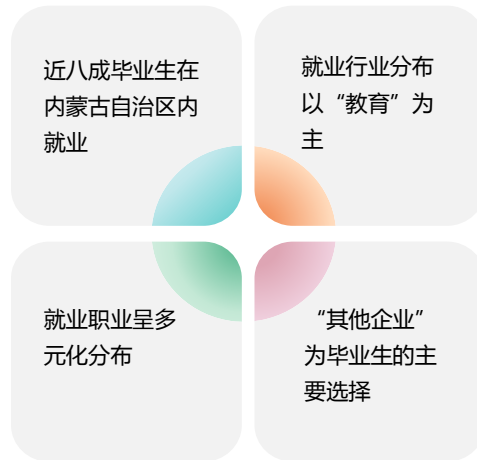 近八成毕业生在
内蒙古自治区内
就业
就业行业分布
以“教育”为
主
就业职业呈多
元化分布
“其他企业”
为毕业生的主
要选择